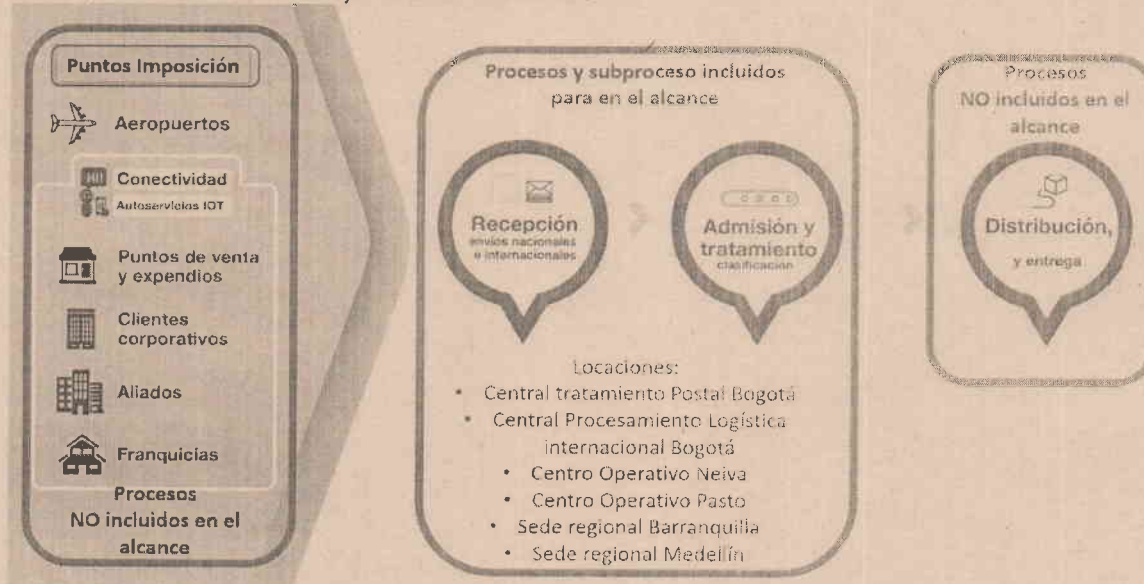 Puntos Imposición
Aeropuertos
Conectividad
Autoservicios IOT
Puntos de venta
y expendios
Clientes
corporativos
Aliados
Franquicias
Procesos
NO incluidos en el
alcance
Procesos y subproceso incluidos
para en el alcance
Recepción
envíos nacionales
e internacionales
Admisión y
tratamiento
clasificación
Locaciones:
• Central tratamiento Postal Bogotá
• Central Procesamiento Logística
internacional Bogotá
• Centro Operativo Neiva
• Centro Operativo Pasto
• Sede regional Barranquilla
• Sede regional Medellín
Procesos
NO incluidos en el
alcance
Distribución,
y entrega